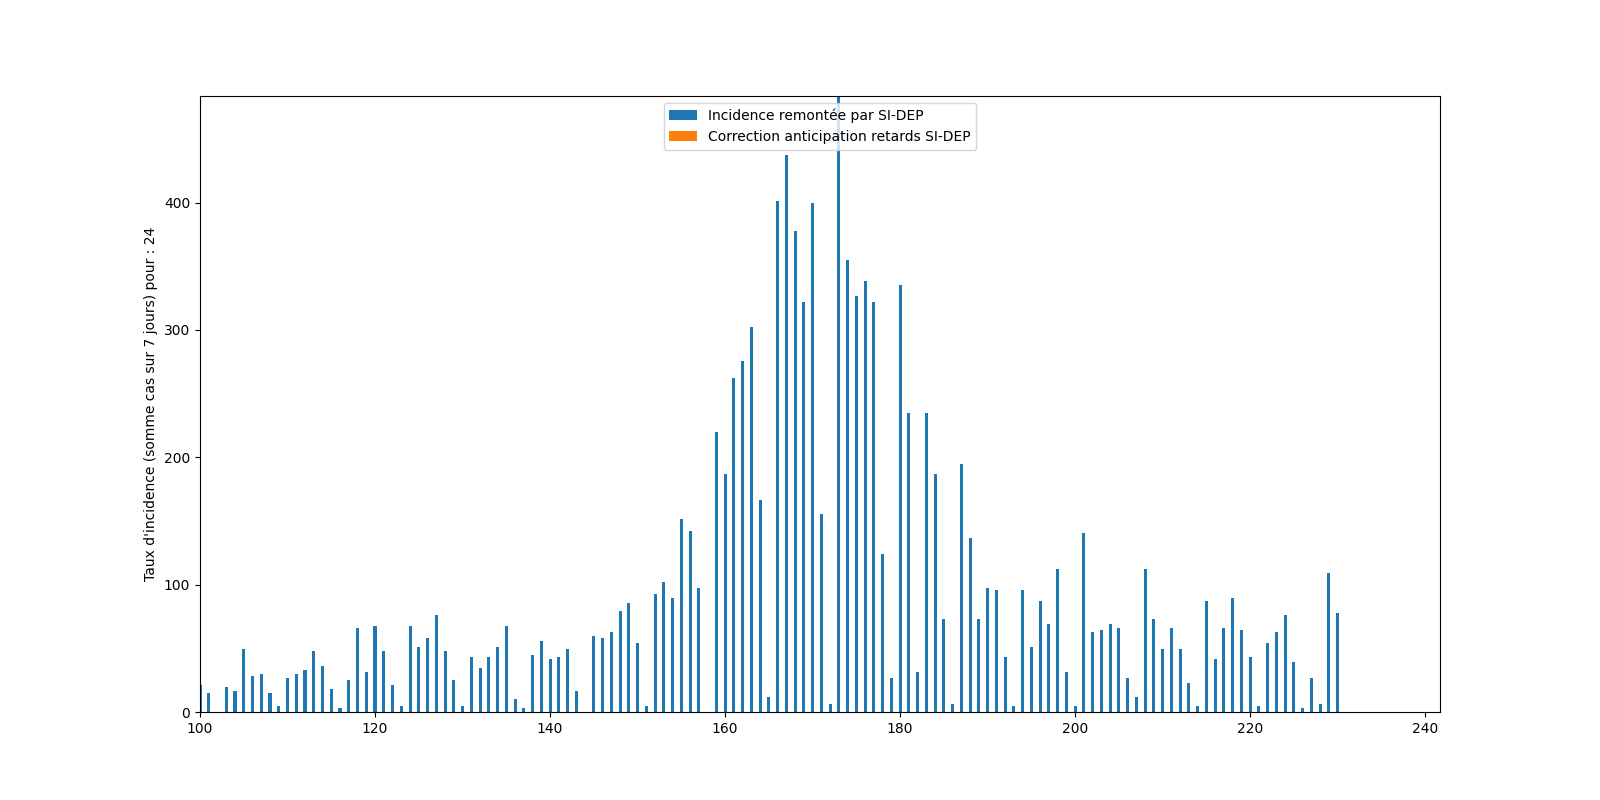 Incidence remontée par SI-DEP
Correction anticipation retards SI-DEP
Taux d'incidence (somme cas sur 7 jours) pour : 24
400
300
200
100
0
100 120 140 160 180 200 220 240